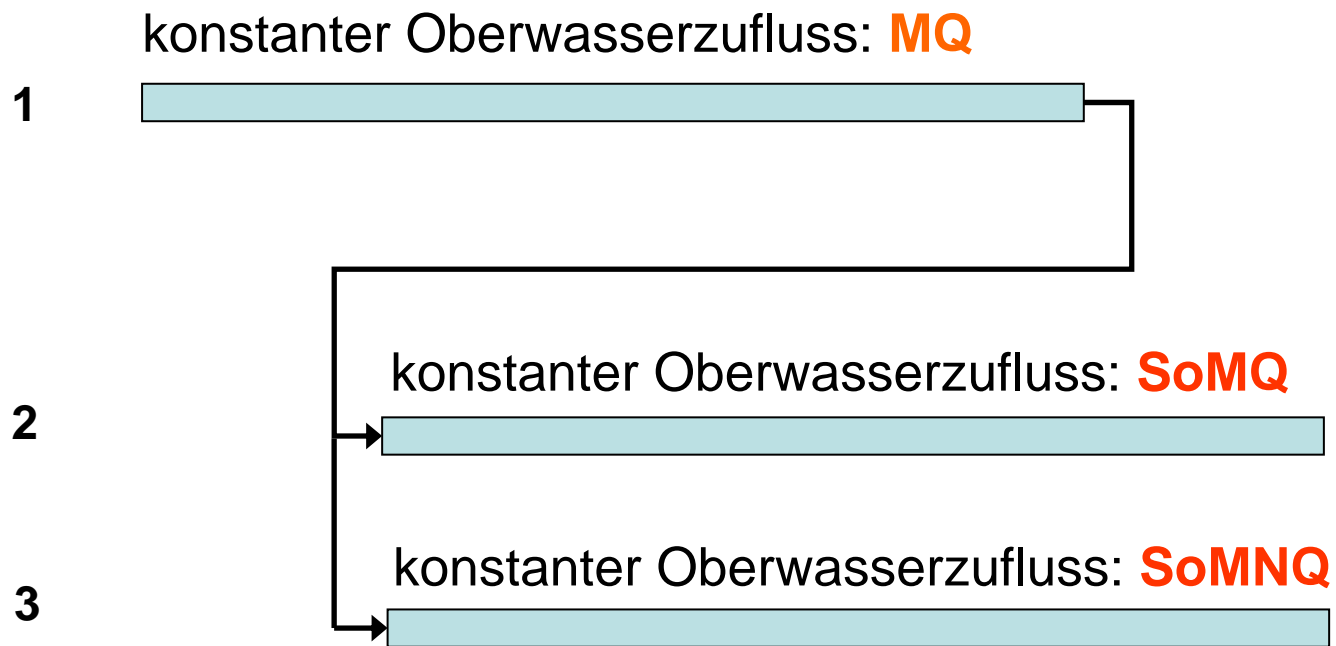 konstanter Oberwasserzufluss: MQ
1
konstanter Oberwasserzufluss: SoMQ
2
konstanter Oberwasserzufluss: SoMNQ
3